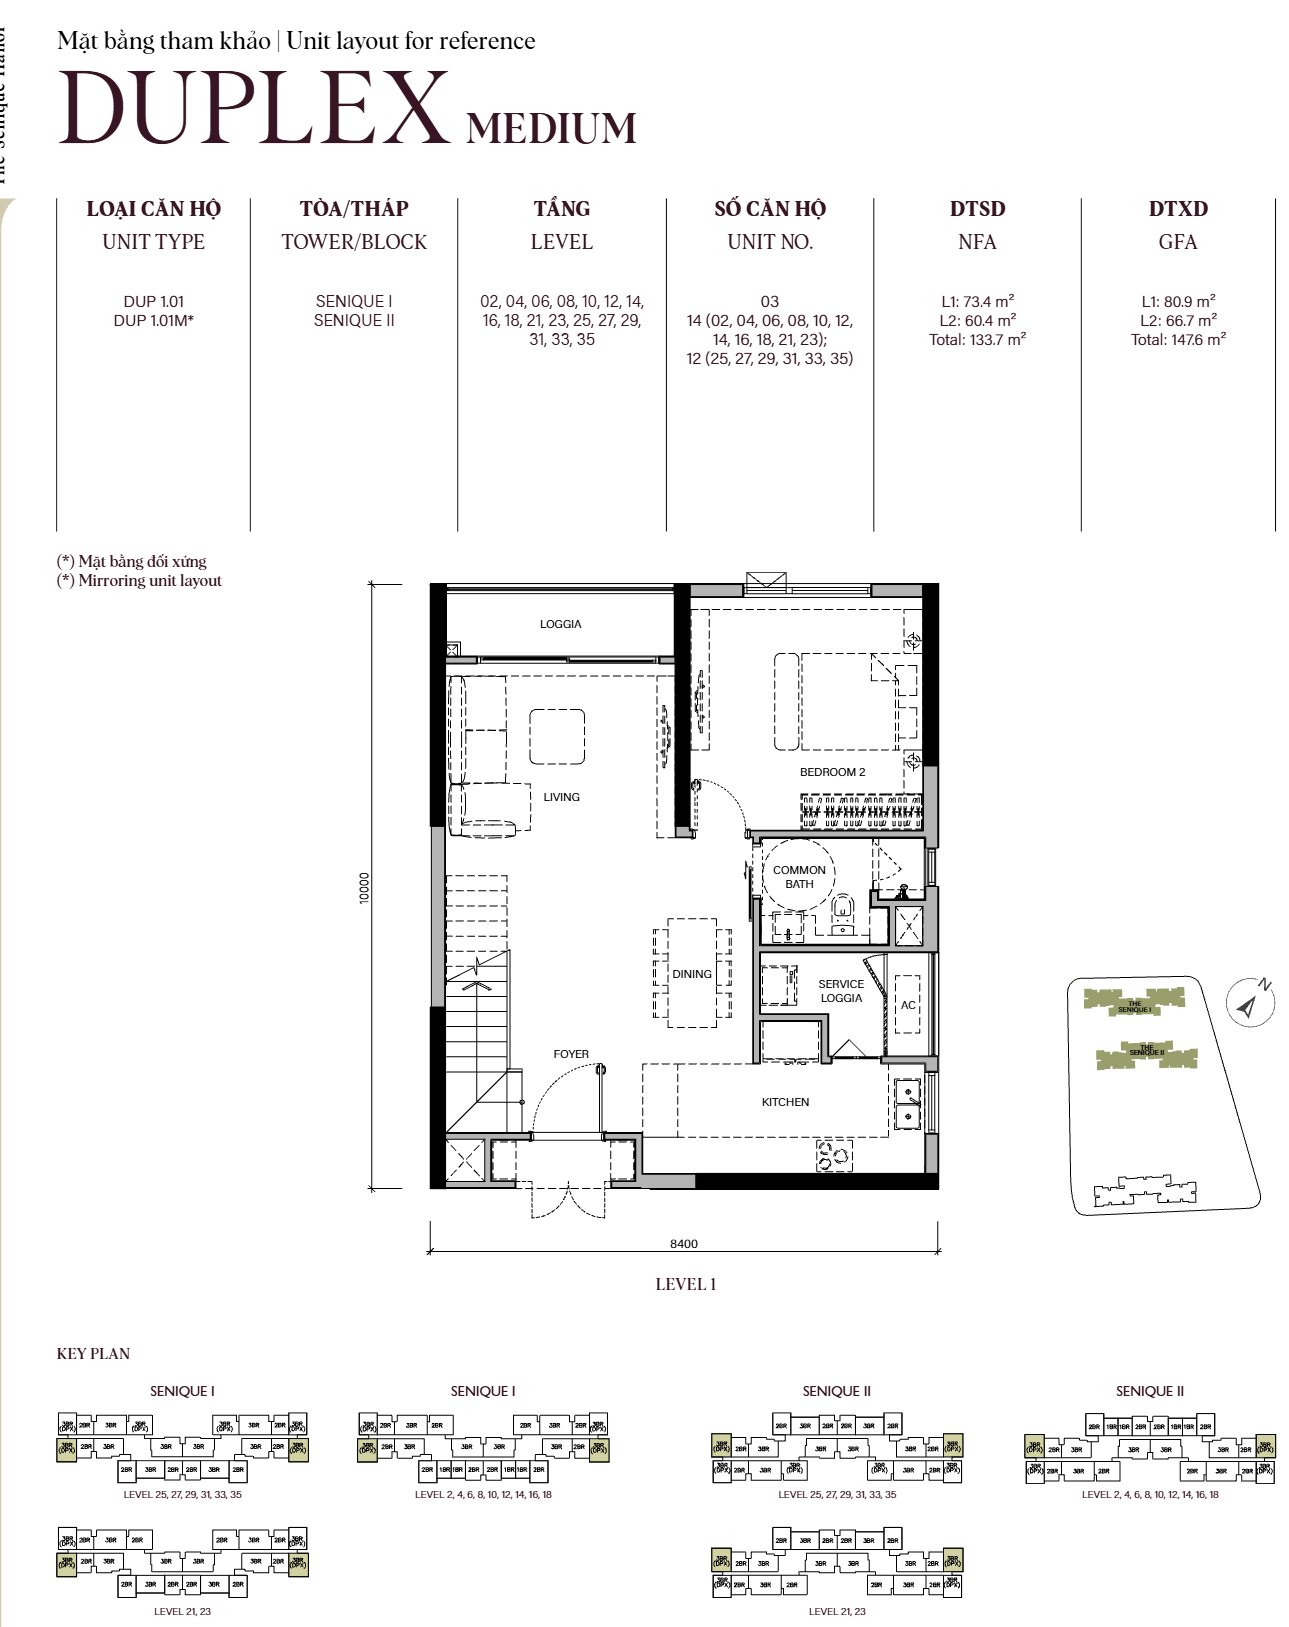 The Senique Hanoi
Mặt bằng tham khảo | Unit layout for reference
DUPLEX MEDIUM
LOẠI CĂN HỘ
UNIT TYPE
DUP 1.01
DUP 1.01M*
TÒA/THÁP
TOWER/BLOCK
SENIQUE I
SENIQUE II
TẦNG
LEVEL
02, 04, 06, 08, 10, 12, 14,
16, 18, 21, 23, 25, 27, 29,
31, 33, 35
SỐ CĂN HỘ
UNIT NO.
03
14 (02, 04, 06, 08, 10, 12,
14, 16, 18, 21, 23);
12 (25, 27, 29, 31, 33, 35)
DTSD
NFA
L1: 73.4 m²
L2: 60.4 m²
Total: 133.7 m²
DTXD
GFA
L1: 80.9 m²
L2: 66.7 m²
Total: 147.6 m²
(*) Mặt bằng đối xứng
(*) Mirroring unit layout
LOGGIA
BEDROOM 2
LIVING
COMMON
BATH
10000
X
DINING
SERVICE
LOGGIA
AC
FOYER
KITCHEN
8400
LEVEL 1
N
THE
SENIQUE I
THE
SENIQUE II
KEY PLAN
SENIQUE I
LEVEL 25, 27, 29, 31, 33, 35
SENIQUE I
LEVEL 2, 4, 6, 8, 10, 12, 14, 16, 18
SENIQUE II
LEVEL 25, 27, 29, 31, 33, 35
SENIQUE II
LEVEL 2, 4, 6, 8, 10, 12, 14, 16, 18
LEVEL 21, 23
LEVEL 21, 23